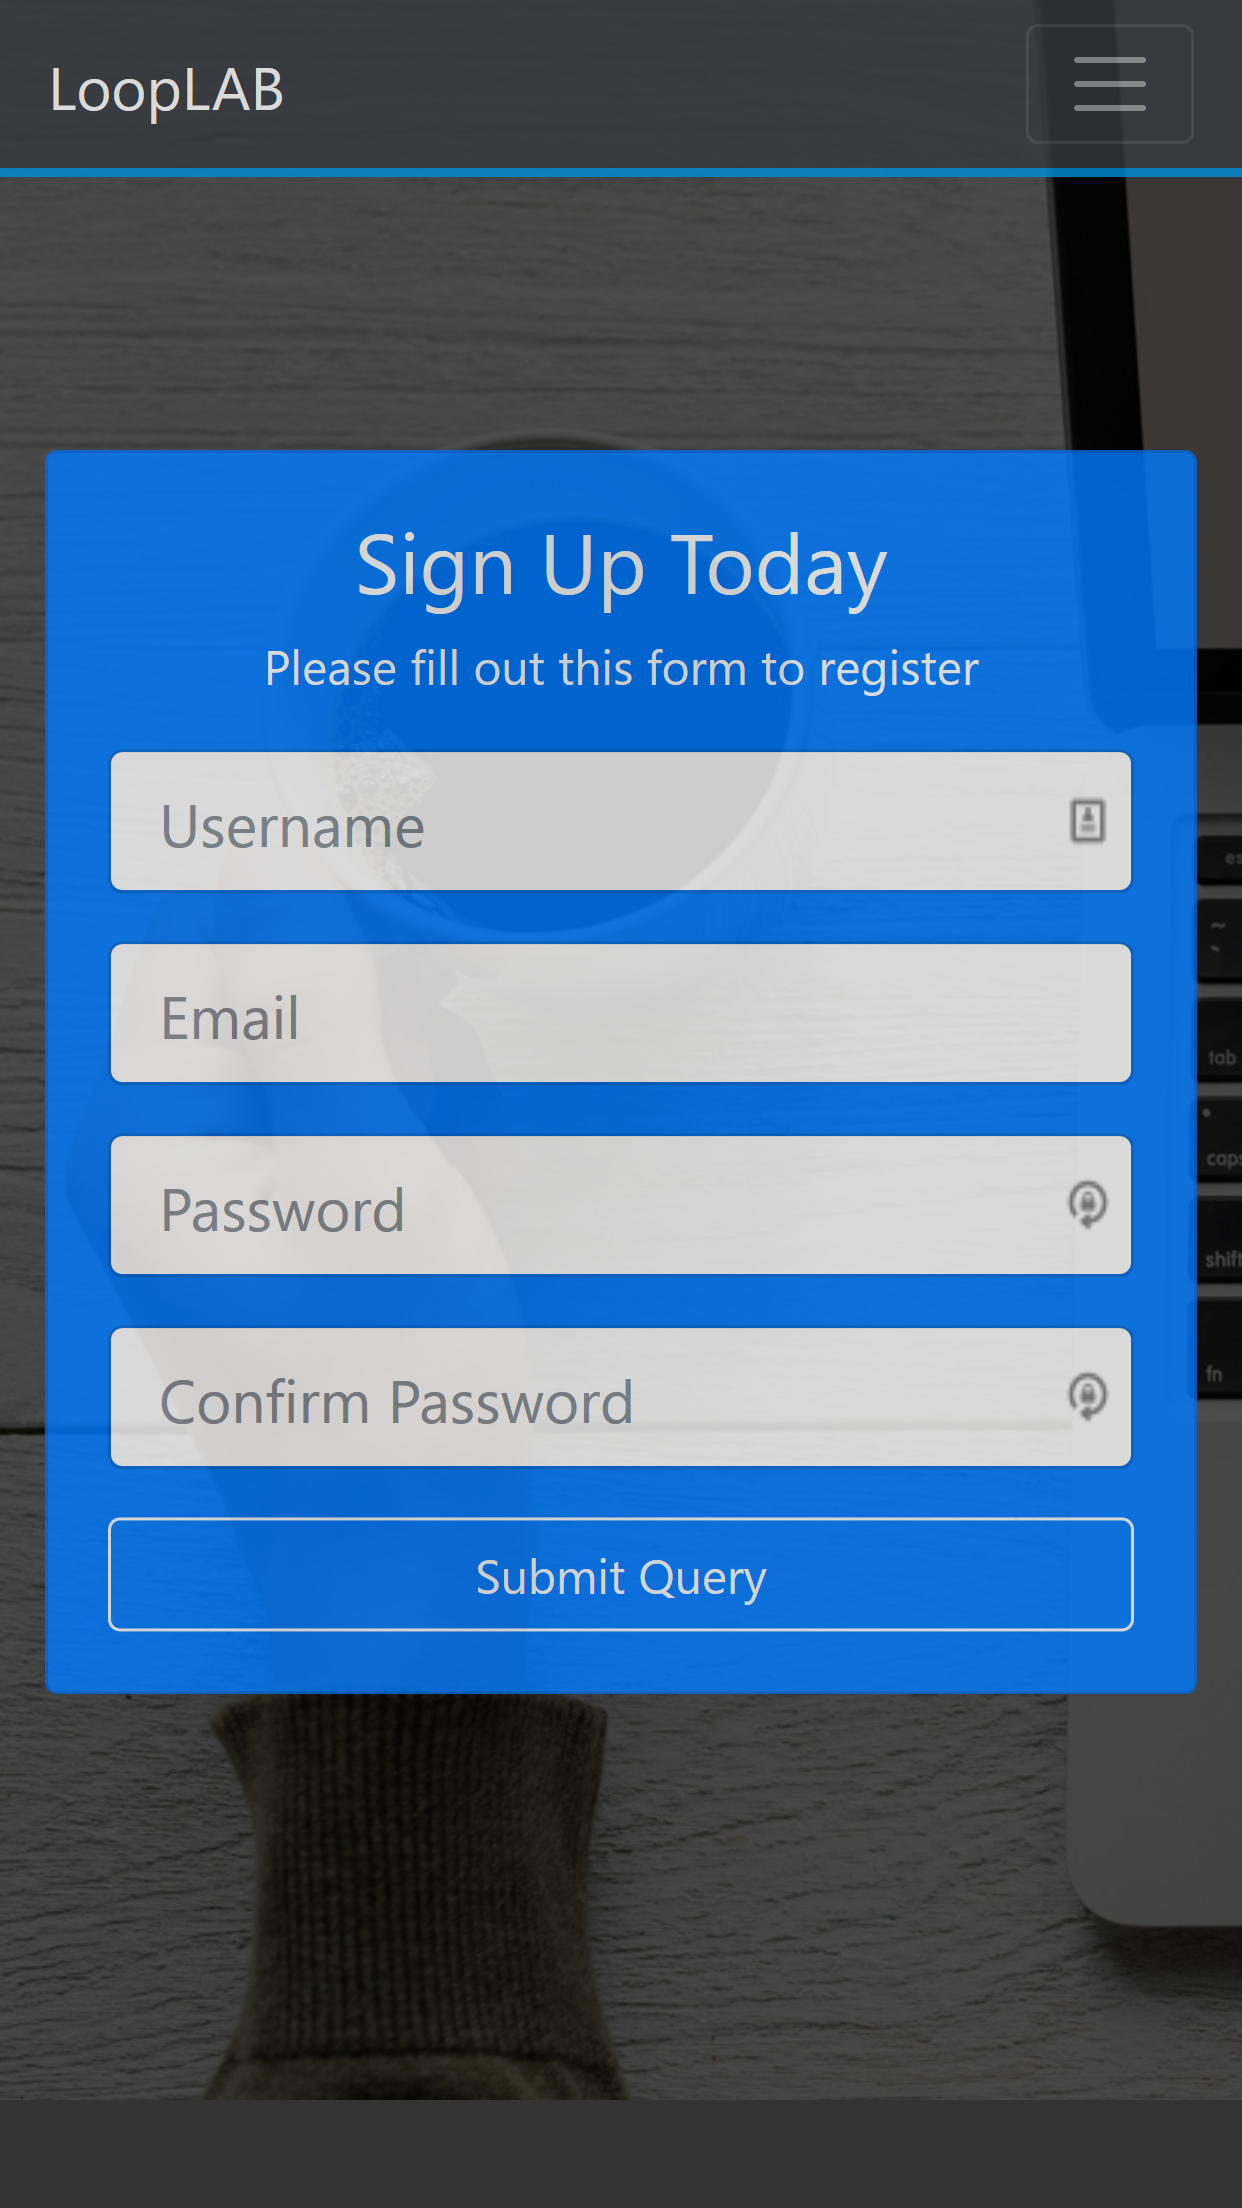 LoopLAB
Sign Up Today
Please fill out this form to register
Username
Email
Password
Confirm Password
Submit Query
~
tab
shift
fn